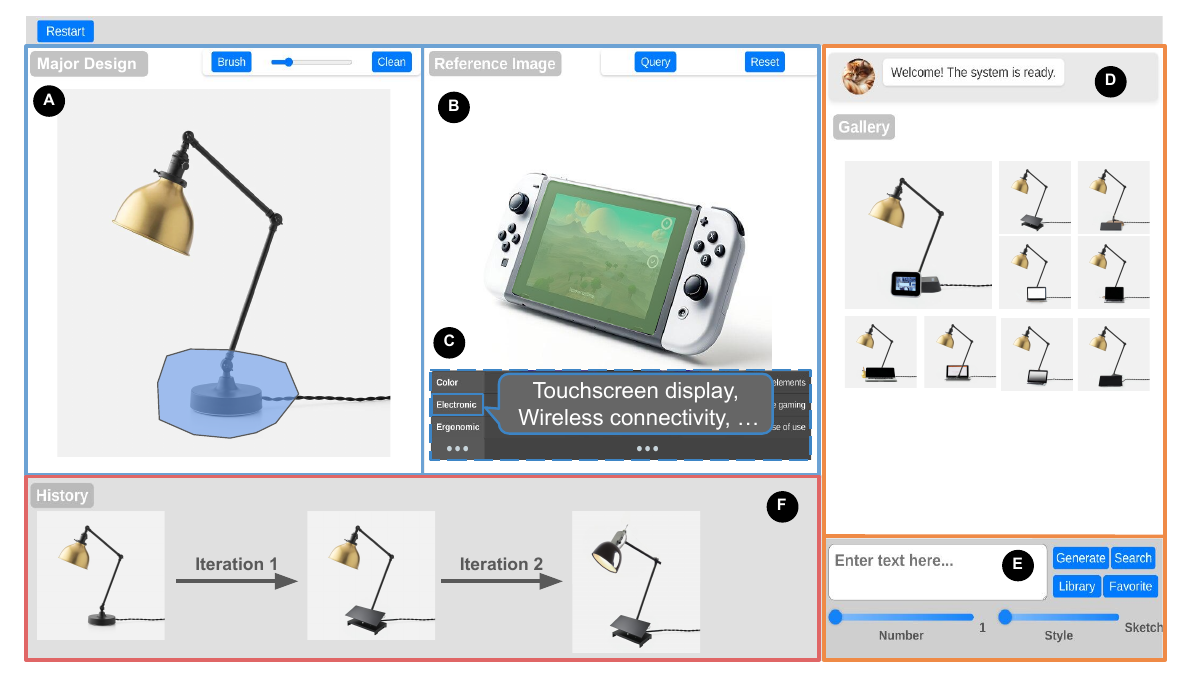 Restart
Major Design
Brush
Clean
A
Reference Image
Query
Reset
B
C
Color
elements
Electronic
gaming
Ergonomic
se of use
Touchscreen display,
Wireless connectivity, …
Welcome! The system is ready.
D
Gallery
History
F
Iteration 1
Iteration 2
Enter text here...
E
Generate
Search
Library
Favorite
Number
1
Style
Sketch